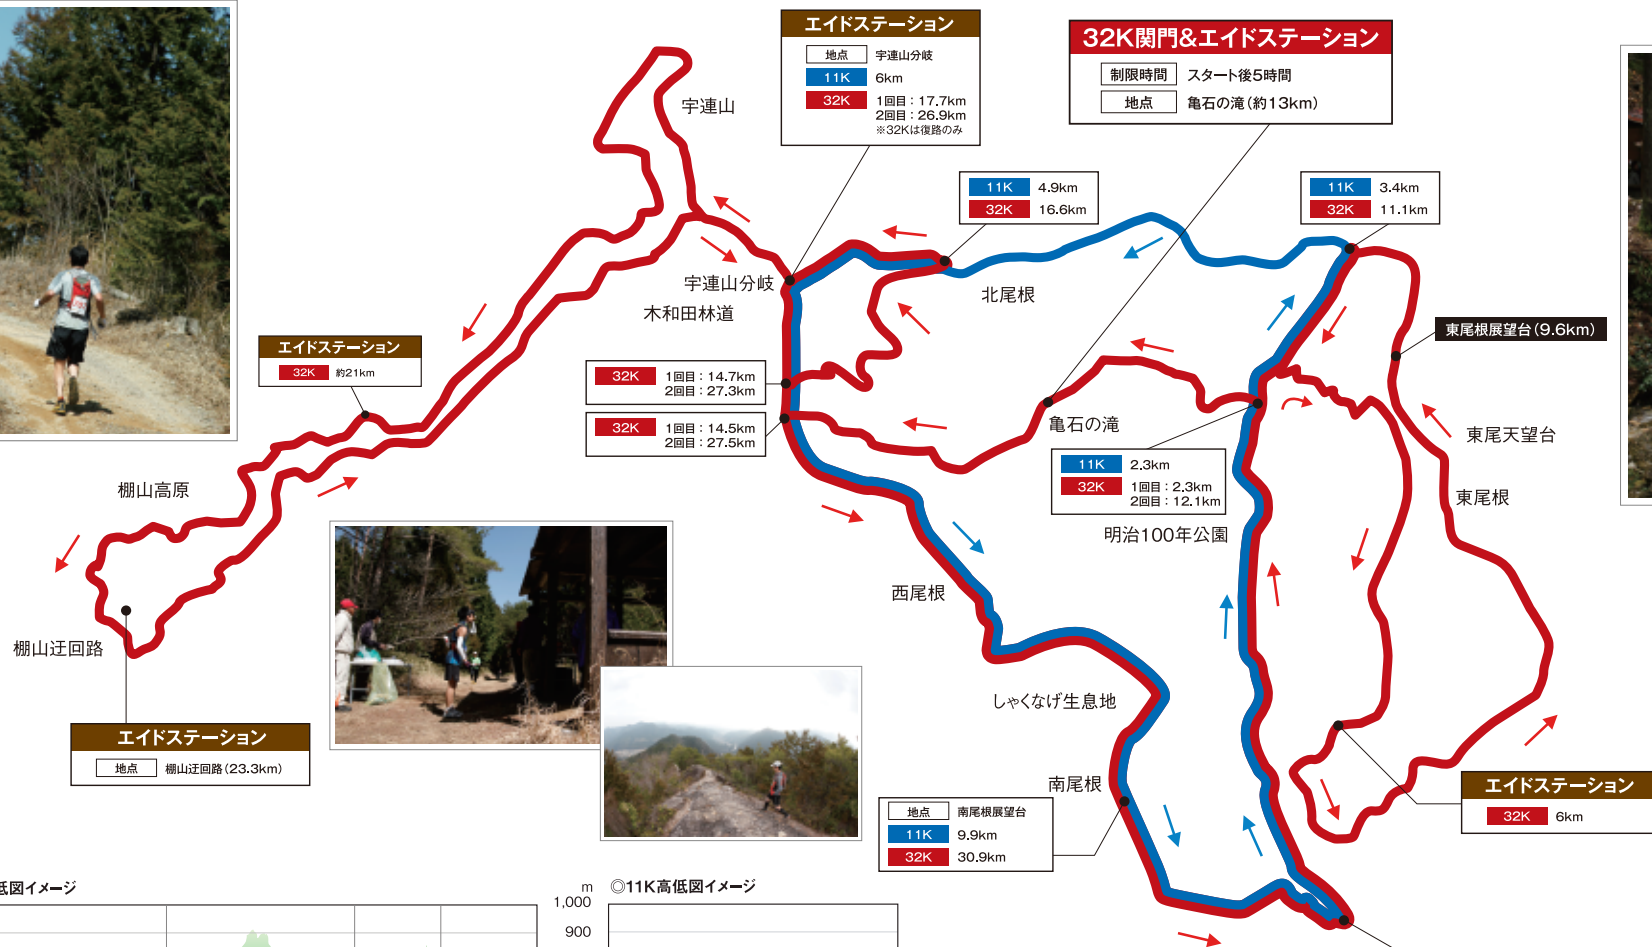 エイドステーション
地点 宇連山分岐
11K 6km
32K 1回目：17.7km
2回目：26.9km
※32Kは復路のみ
32K関門&エイドステーション
制限時間 スタート後5時間
地点 亀石の滝（約13km）
宇連山
11K 4.9km
32K 16.6km
11K 3.4km
32K 11.1km
宇連山分岐
木和田林道
北尾根
東尾根展望台（9.6km）
エイドステーション
32K 約21km
32K 1回目：14.7km
2回目：27.3km
32K 1回目：14.5km
2回目：27.5km
亀石の滝
東尾天望台
11K 2.3km
32K 1回目：2.3km
2回目：12.1km
明治100年公園
東尾根
棚山高原
西尾根
棚山迂回路
しゃくなげ生息地
エイドステーション
地点 棚山迂回路（23.3km）
南尾根
地点 南尾根展望台
11K 9.9km
32K 30.9km
エイドステーション
32K 6km
低図イメージ
m
◎11K高低図イメージ
1,000
900